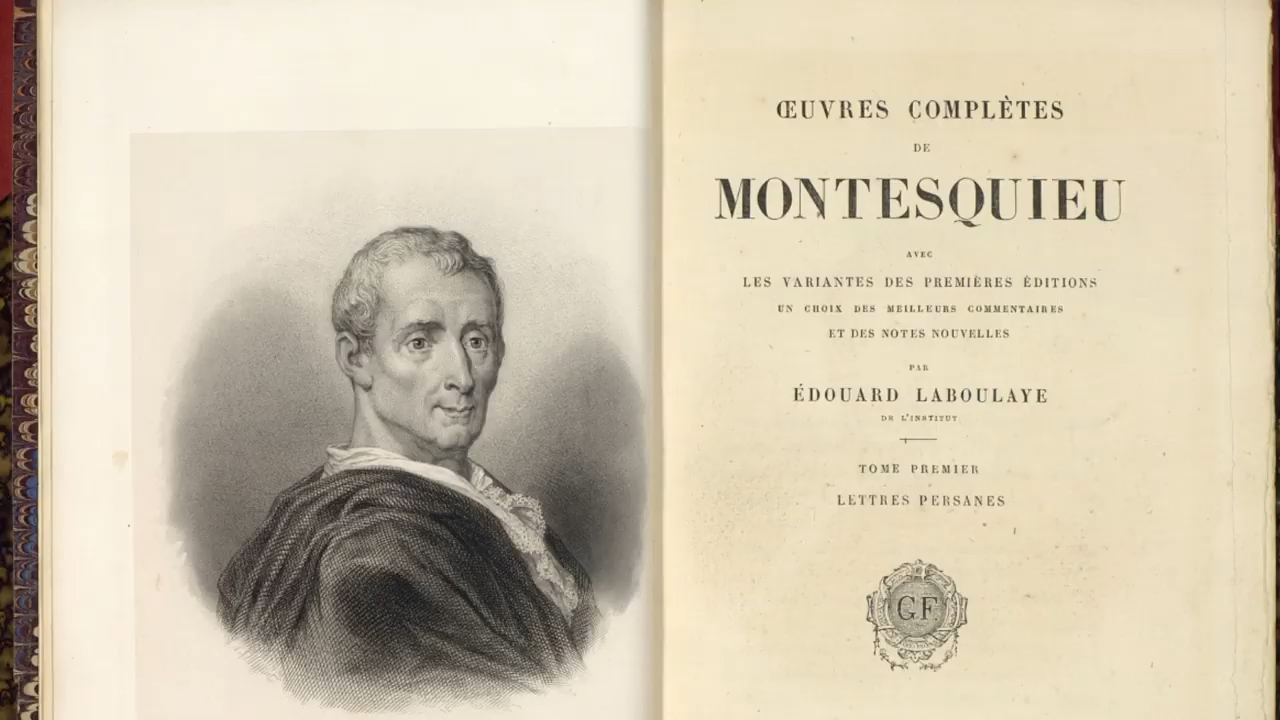 ŒUVRES COMPLÈTES
DE
MONTESQUIEU
AVEC
LES VARIANTES DES PREMIÈRES ÉDITIONS
UN CHOIX DES MEILLEURS COMMENTAIRES
ET DES NOTES NOUVELLES
PAR
ÉDOUARD LABOULAYE
DE L'INSTITUT
TOME PREMIER
LETTRES PERSANES
GF